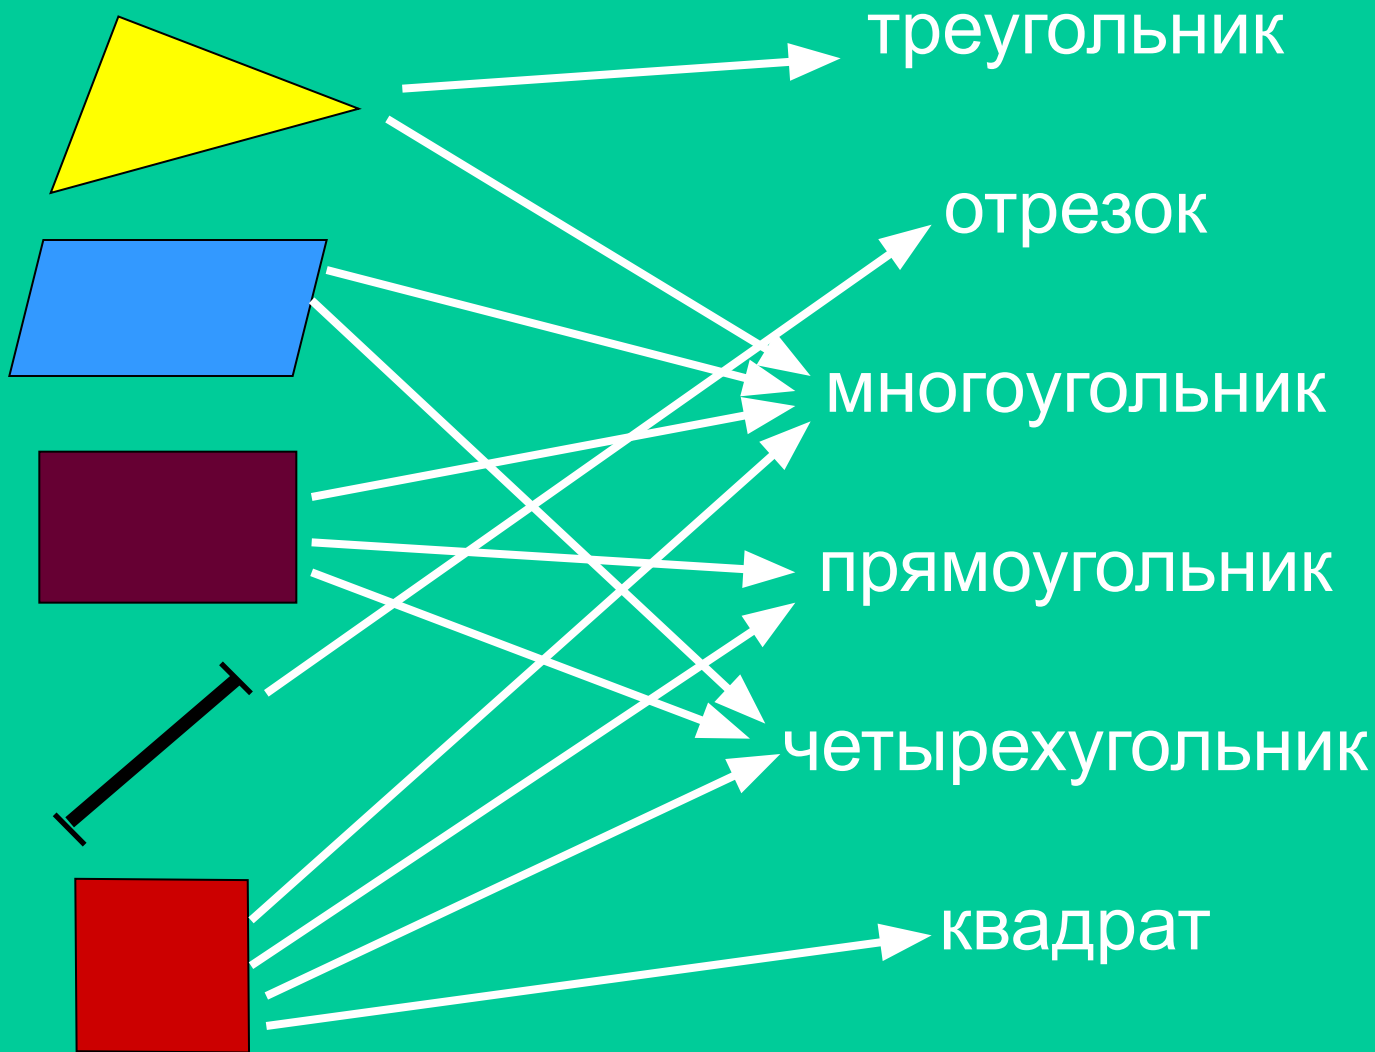 треугольник
отрезок
многоугольник
прямоугольник
четырехугольник
квадрат